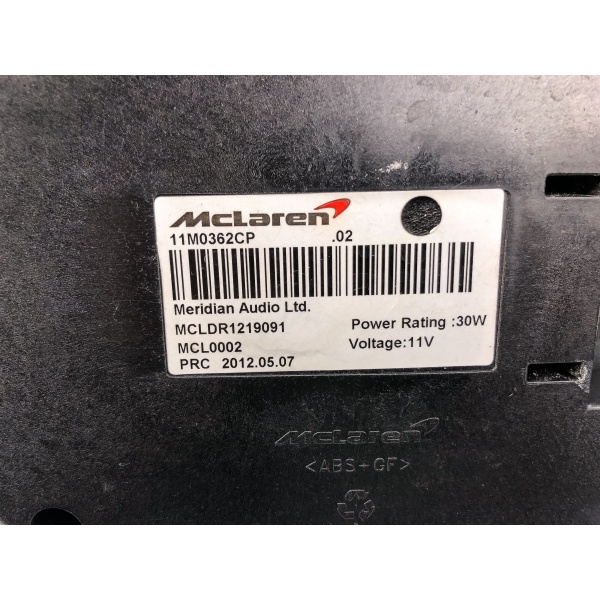 McLaren
11M0362CP .02
Meridian Audio Ltd.
MCLDR1219091 Power Rating :30W
MCL0002 Voltage:11V
PRC 2012.05.07
McLaren
<ABS+GF>